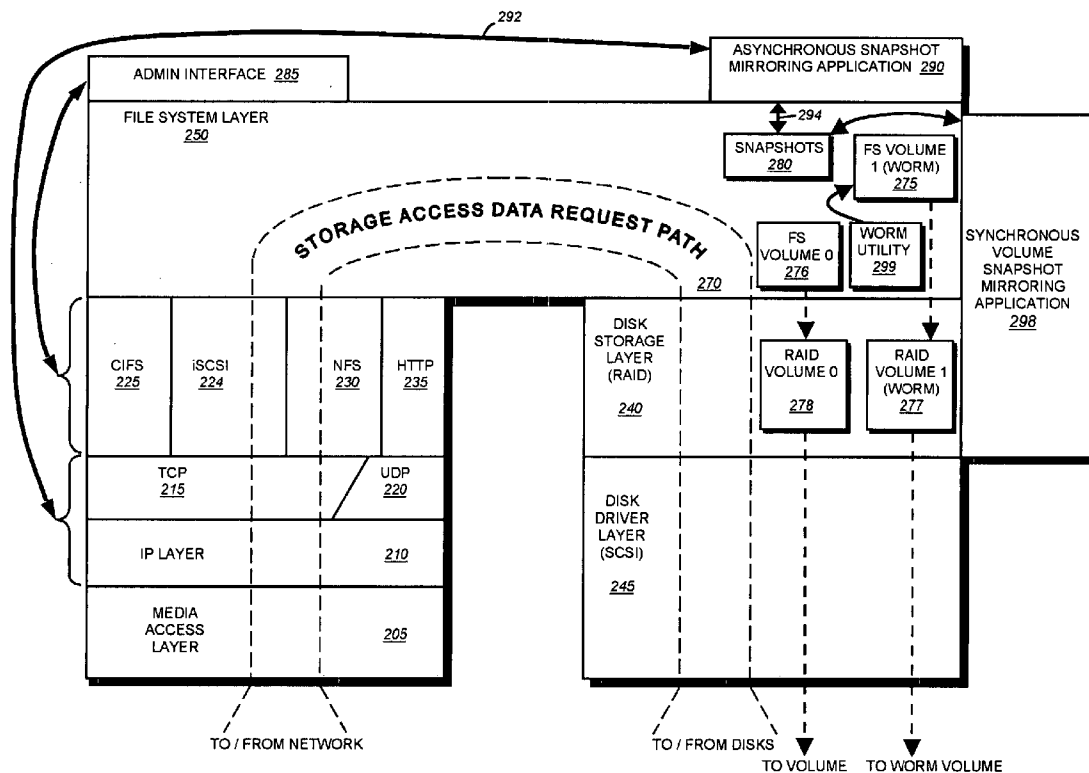 292
ADMIN INTERFACE 285
ASYNCHRONOUS SNAPSHOT
MIRRORING APPLICATION 290
FILE SYSTEM LAYER
250
294
SNAPSHOTS
280
FS VOLUME
1 (WORM)
275
STORAGE ACCESS DATA REQUEST PATH
270
FS
VOLUME 0
276
WORM
UTILITY
299
SYNCHRONOUS
VOLUME
SNAPSHOT
MIRRORING
APPLICATION
298
CIFS
225
iSCSI
224
NFS
230
HTTP
235
DISK
STORAGE
LAYER
(RAID)
240
RAID
VOLUME 0
278
RAID
VOLUME 1
(WORM)
277
TCP
215
UDP
220
IP LAYER
210
MEDIA
ACCESS
LAYER
205
DISK
DRIVER
LAYER
(SCSI)
245
TO / FROM NETWORK
TO / FROM DISKS
TO VOLUME
TO WORM VOLUME